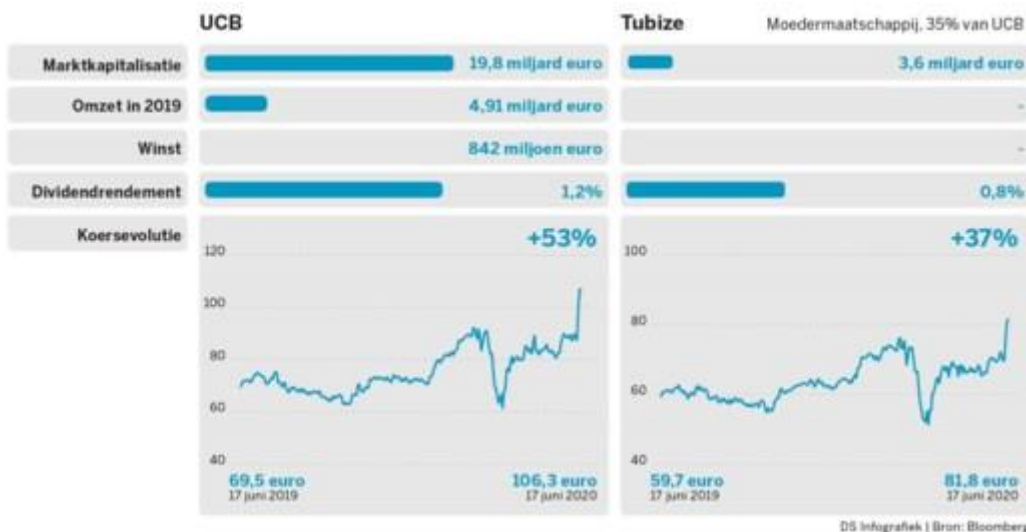 UCB
Tubize
Moedermaatschappij, 35% van UCB
Marktkapitalisatie
19,8 miljard euro
3,6 miljard euro
Omzet in 2019
4,91 miljard euro
-
Winst
842 miljoen euro
-
Dividendrendement
1,2%
0,8%
Koersevolutie
+53%
+37%
120
100
80
60
40
100
80
60
40
69,5 euro
17 juni 2019
106,3 euro
17 juni 2020
59,7 euro
17 juni 2019
81,8 euro
17 juni 2020
DS Infografiek | Bron: Bloomberg